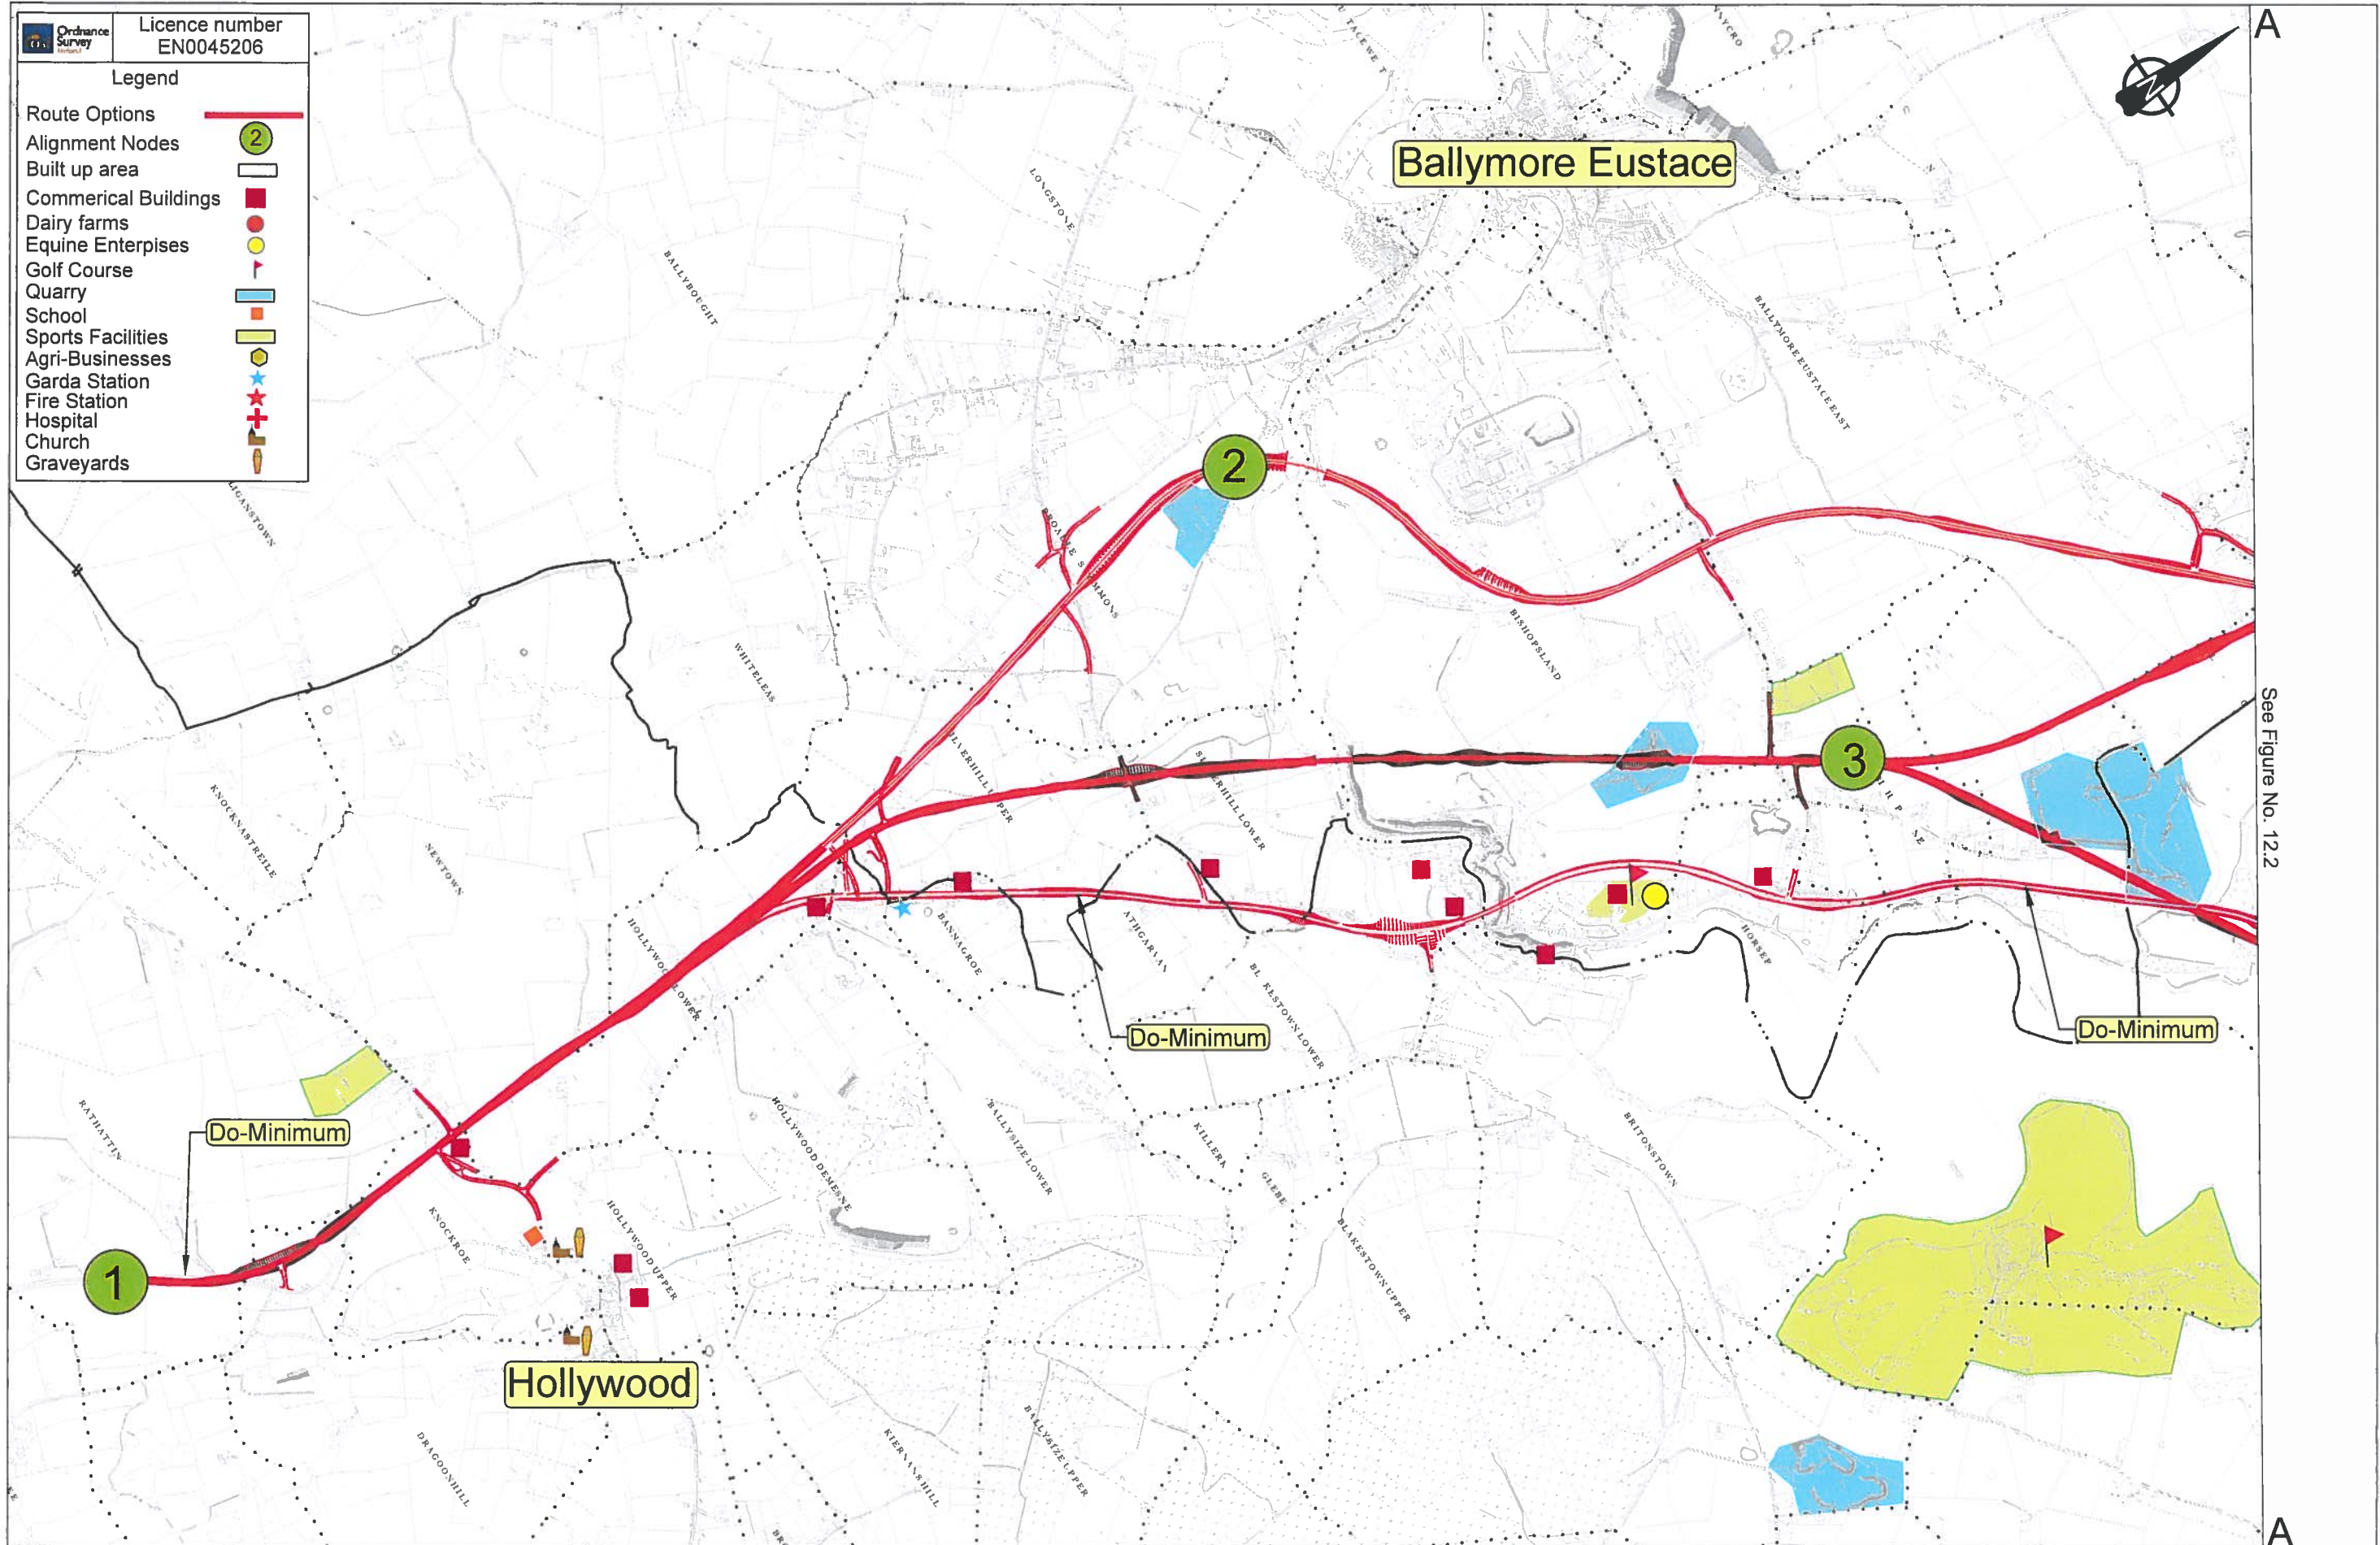 Ordnance
Survey
Licence number
EN0045206
Legend
Route Options
Alignment Nodes
2
Built up area
Commerical Buildings
Dairy farms
Equine Enterpises
Golf Course
Quarry
School
Sports Facilities
Agri-Businesses
Garda Station
Fire Station
Hospital
Church
Graveyards
A
Ballymore Eustace
LONGSTONE
BALLYBOUGHT
BALLYMORE EUSTACE EAST
2
BISHOPSLAND
WHITELEAS
SILVERHILL LOWER
3
See Figure No. 12.2
KNOCKNASTREILE
NEWTOWN
HOLLYWOOD LOWER
BANNAGROE
ATHGARVAN
Do-Minimum
Do-Minimum
RATHATTIN
Do-Minimum
HOLLYWOOD DEMESNE
BALLYSIZE LOWER
KILLERA
GLEBE
BRITONSTOWN
KNOCKROE
HOLLYWOOD UPPER
BLAKESTOWN UPPER
1
Hollywood
DRAGOONHILL
KIERNANSHILL
BALLYSIZE UPPER
A